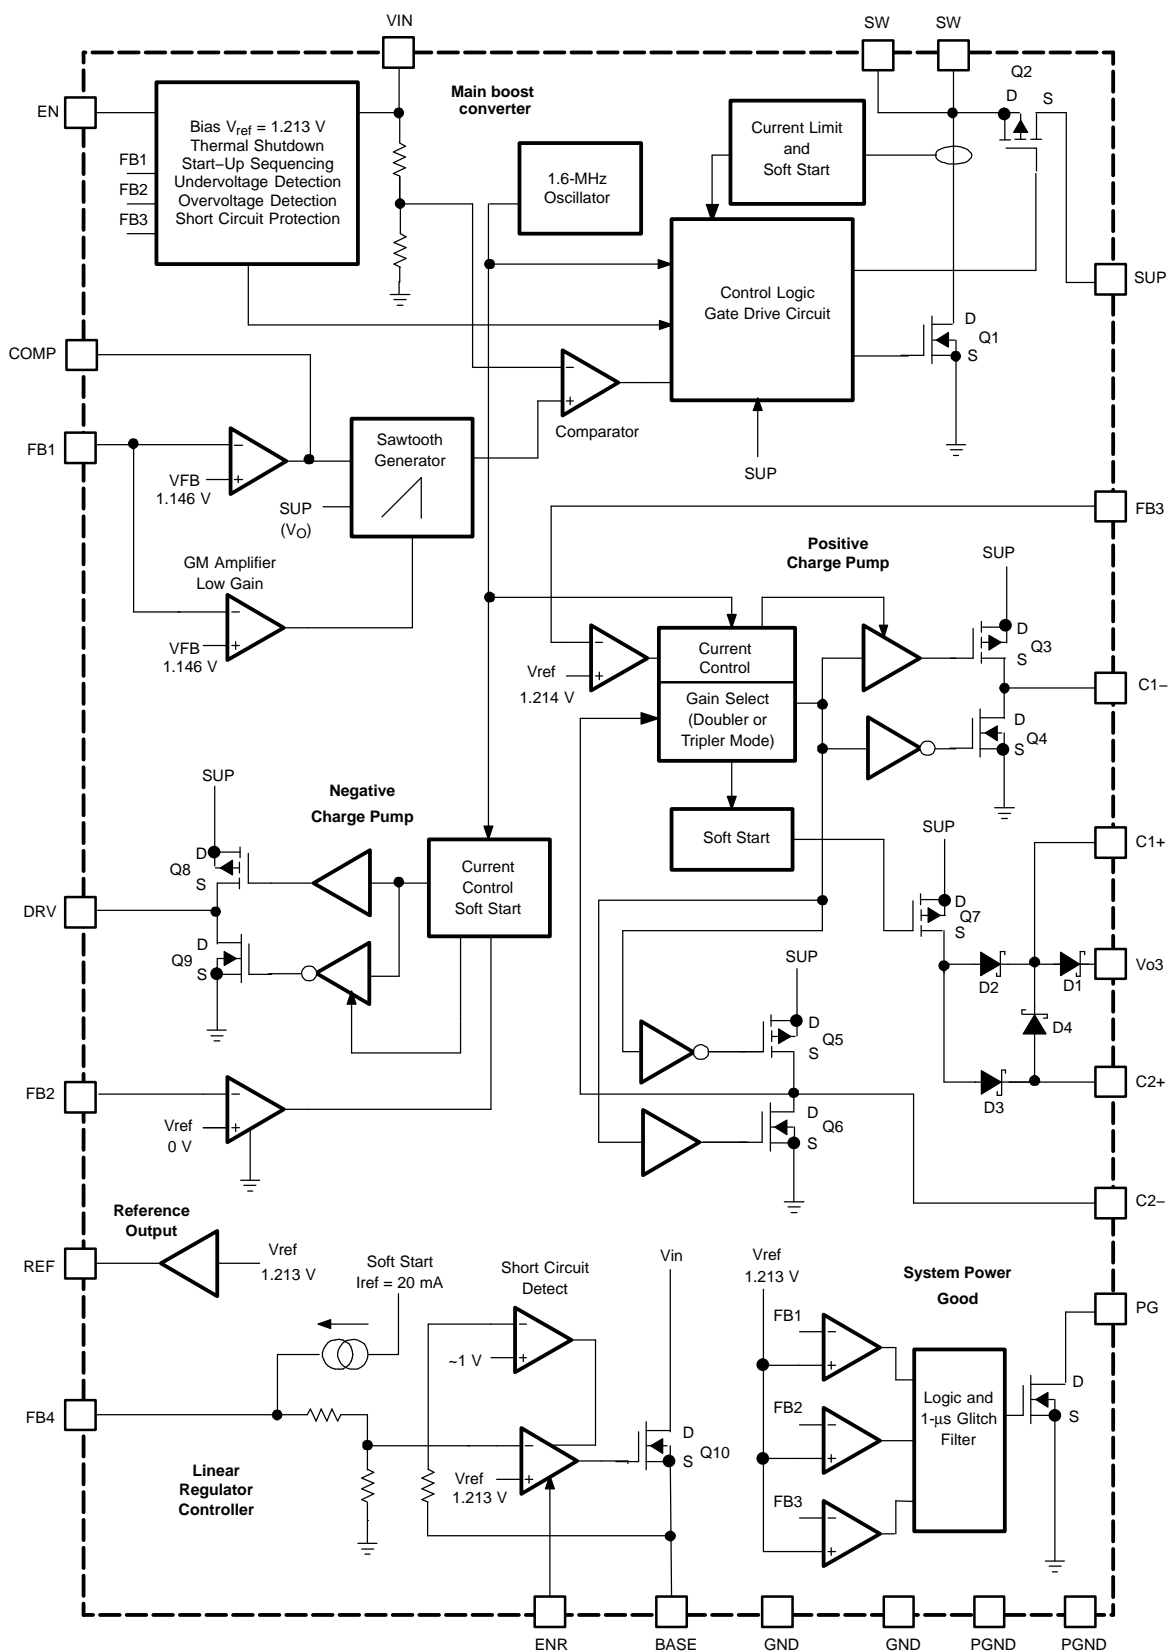 VIN
SW
SW
Q2
D
S
EN
Main boost
converter
Bias Vref = 1.213 V
Thermal Shutdown
Start–Up Sequencing
Undervoltage Detection
Overvoltage Detection
Short Circuit Protection
FB1
FB2
FB3
Current Limit
and
Soft Start
1.6-MHz
Oscillator
SUP
Control Logic
Gate Drive Circuit
D
Q1
S
COMP
Comparator
FB1
VFB
1.146 V
Sawtooth
Generator
SUP
(VO)
SUP
FB3
GM Amplifier
Low Gain
VFB
1.146 V
Positive
Charge Pump
SUP
D
Q3
S
Current
Control
Vref
1.214 V
Gain Select
(Doubler or
Tripler Mode)
C1–
D
Q4
S
SUP
Negative
Charge Pump
Soft Start
SUP
C1+
D
Q8
S
Current
Control
Soft Start
D
Q7
S
DRV
D
Q9
S
D2
D1
Vo3
SUP
D
Q5
S
D4
FB2
Vref
0 V
D3
C2+
D
Q6
S
C2–
Reference
Output
REF
Vref
1.213 V
Soft Start
Iref = 20 mA
Short Circuit
Detect
Vin
Vref
1.213 V
System Power
Good
PG
FB1
~1 V
FB4
Logic and
1-μs Glitch
Filter
D
S
FB2
D
Q10
S
Vref
1.213 V
Linear
Regulator
Controller
FB3
ENR
BASE
GND
GND
PGND
PGND